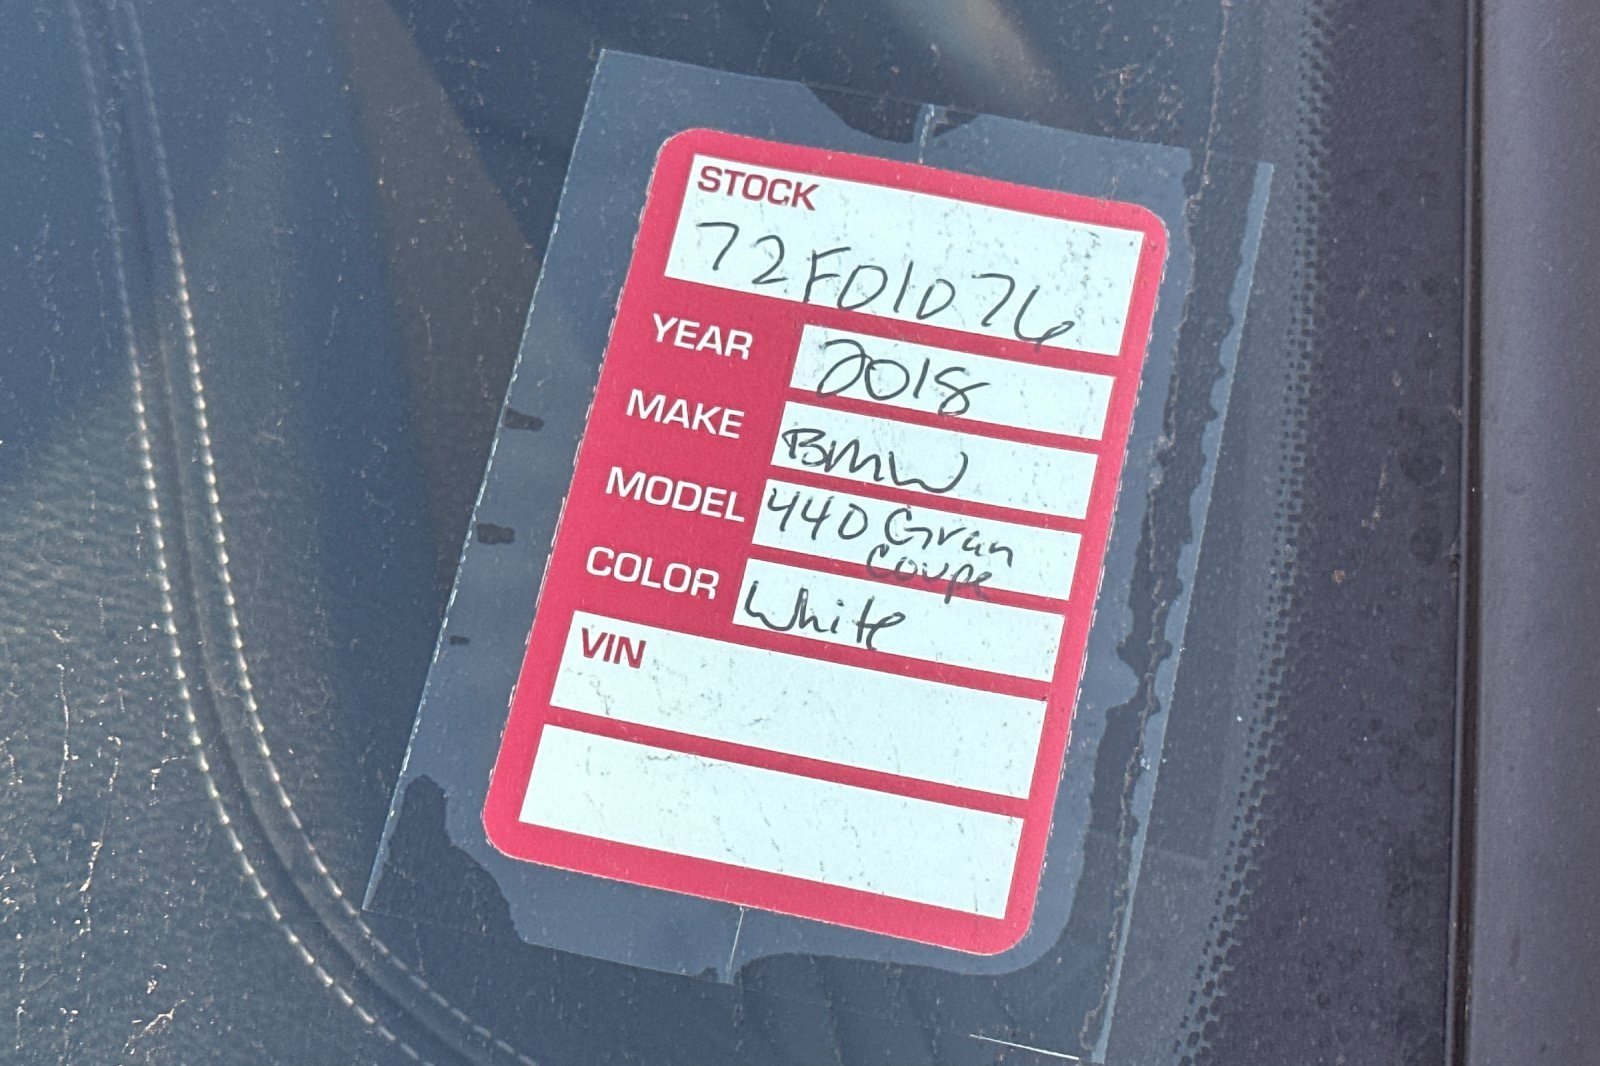 STOCK
72F01076
YEAR 2018
MAKE BMW
MODEL 440 Gran
Coupe
COLOR White
VIN